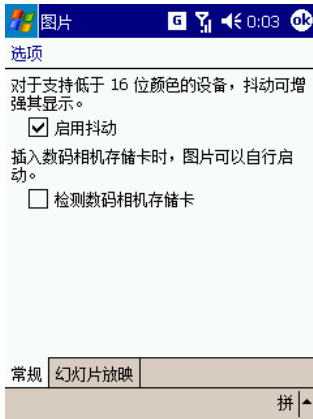 图片 G 0:03 ok
选项
对于支持低于 16 位颜色的设备，抖动可增
强其显示。
启用抖动
插入数码相机存储卡时，图片可以自行启
动。
检测数码相机存储卡
常规 幻灯片放映
拼